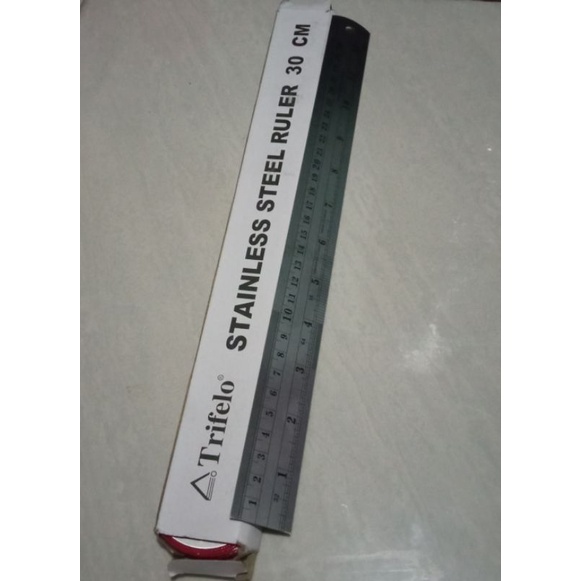 Trifelo®
STAINLESS STEEL RULER 30 CM
1 2 3 4 5 6 7 8 9 10 11 12 13 14 15 16 17 18 19 20 21 22 23
1 2 3 4 5 6 7 8 9